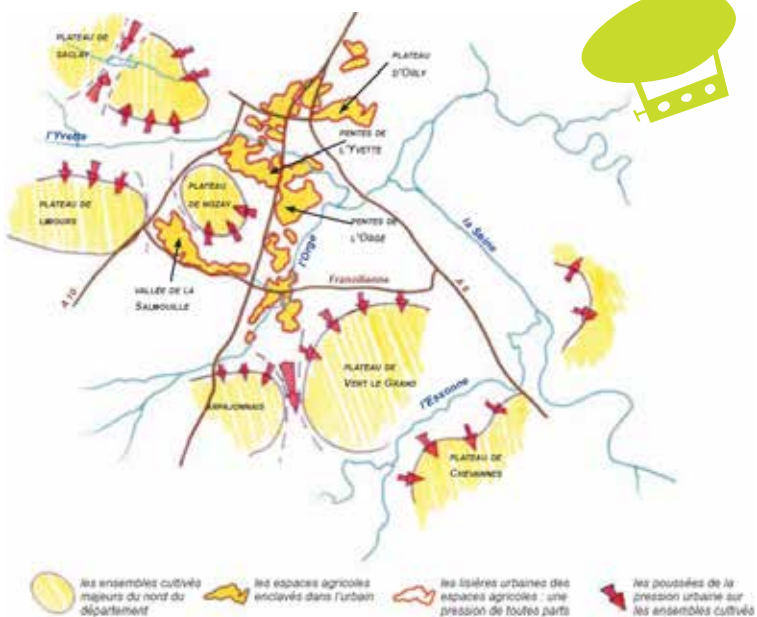 PLATEAU DE
SACLAY
PLATEAU
D'ORLY
l'Yvette
PENTES DE
L'YVETTE
PLATEAU DE
LIMOURS
PLATEAU
DE NOZAY
PENTES DE
L'ORGE
la Seine
l'Orge
VALLÉE DE LA
SALMOUILLE
A 10
Francilienne
A 6
PLATEAU DE
VERT LE GRAND
ARPAJONNAIS
l'Essonne
PLATEAU DE
CHEVANNES
les ensembles cultivés
majeurs du nord du
département
les espaces agricoles
enclavés dans l'urbain
les lisières urbaines des
espaces agricoles : une
pression de toutes parts
les poussées de la
pression urbaine sur
les ensembles cultivés